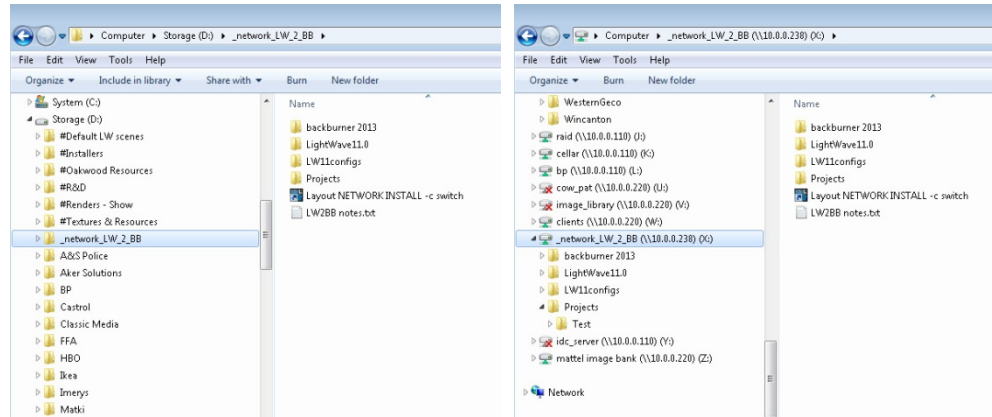 Computer ▸ Storage (D:) ▸ _network_LW_2_BB ▸
File Edit View Tools Help
Organize ▼ Include in library ▼ Share with ▼ Burn New folder
System (C:)
Storage (D:)
#Default LW scenes
#Installers
#Oakwood Resources
#R&D
#Renders - Show
#Textures & Resources
_network_LW_2_BB
A&S Police
Aker Solutions
BP
Castrol
Classic Media
FFA
HBO
Ikea
Imerys
Matki
Name
backburner 2013
LightWave11.0
LW11configs
Projects
Layout NETWORK INSTALL -c switch
LW2BB notes.txt
Computer ▸ _network_LW_2_BB (\\10.0.0.238) (X:) ▸
File Edit View Tools Help
Organize ▼ Burn New folder
WesternGeco
Wincanton
raid (\\10.0.0.110) (J:)
cellar (\\10.0.0.110) (K:)
bp (\\10.0.0.110) (L:)
cow_pat (\\10.0.0.220) (U:)
image_library (\\10.0.0.220) (V:)
clients (\\10.0.0.220) (W:)
_network_LW_2_BB (\\10.0.0.238) (X:)
backburner 2013
LightWave11.0
LW11configs
Projects
Test
idc_server (\\10.0.0.110) (Y:)
mattel image bank (\\10.0.0.220) (Z:)
Network
Name
backburner 2013
LightWave11.0
LW11configs
Projects
Layout NETWORK INSTALL -c switch
LW2BB notes.txt